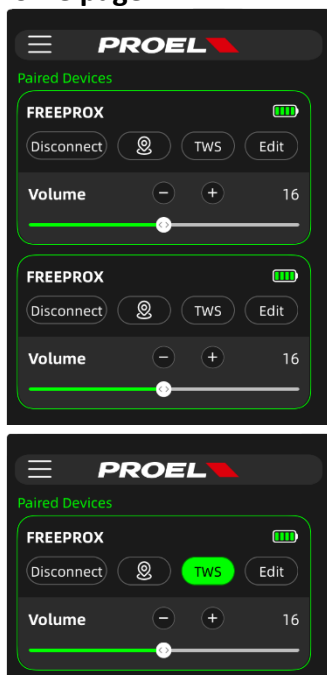 PROEL
Paired Devices
FREEPROX
Disconnect TWS Edit
Volume - + 16
FREEPROX
Disconnect TWS Edit
Volume - + 16
PROEL
Paired Devices
FREEPROX
Disconnect TWS Edit
Volume - + 16